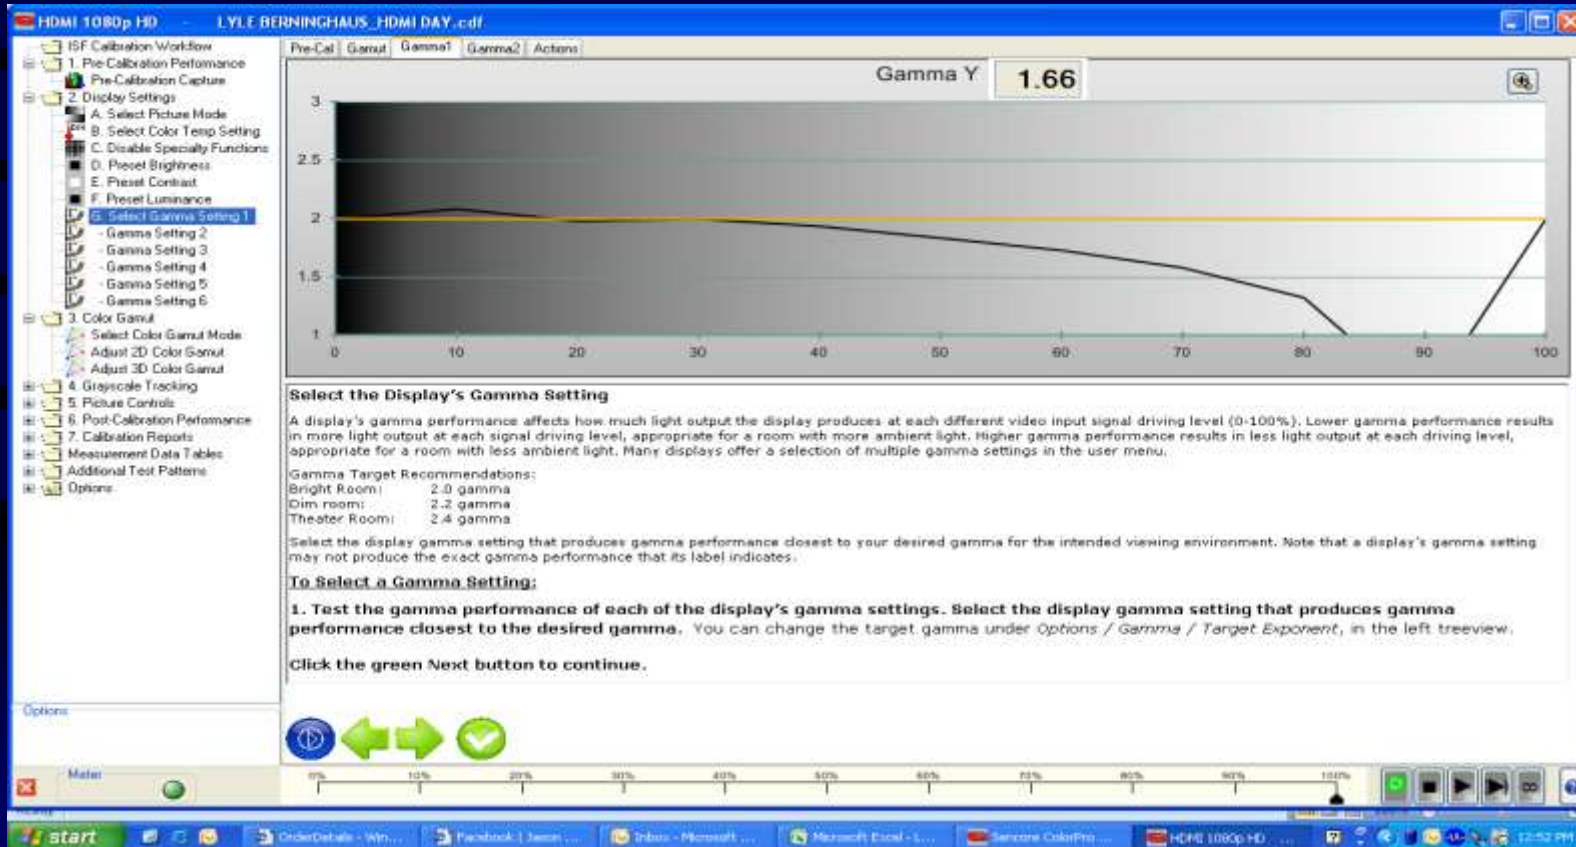 HDMI 1080p HD - LYLE BERNINGHAUS_HDMI DAY.cdf
ISF Calibration Workflow
1. Pre-Calibration Performance
Pre-Calibration Capture
2. Display Settings
A. Select Picture Mode
B. Select Color Temp Setting
C. Disable Specialty Functions
D. Preset Brightness
E. Preset Contrast
F. Preset Luminance
G. Select Gamma Setting 1
- Gamma Setting 2
- Gamma Setting 3
- Gamma Setting 4
- Gamma Setting 5
- Gamma Setting 6
3. Color Gamut
Select Color Gamut Mode
Adjust 2D Color Gamut
Adjust 3D Color Gamut
4. Grayscale Tracking
5. Picture Controls
6. Post-Calibration Performance
7. Calibration Reports
Measurement Data Tables
Additional Test Patterns
Options
Pre-Cal Gamut Gamma1 Gamma2 Actions
Gamma Y 1.66
3
2.5
2
1.5
1
0 10 20 30 40 50 60 70 80 90 100
Select the Display's Gamma Setting
A display's gamma performance affects how much light output the display produces at each different video input signal driving level (0-100%). Lower gamma performance results
in more light output at each signal driving level, appropriate for a room with more ambient light. Higher gamma performance results in less light output at each driving level,
appropriate for a room with less ambient light. Many displays offer a selection of multiple gamma settings in the user menu.
Gamma Target Recommendations:
Bright Room: 2.0 gamma
Dim room: 2.2 gamma
Theater Room: 2.4 gamma
Select the display gamma setting that produces gamma performance closest to your desired gamma for the intended viewing environment. Note that a display's gamma setting
may not produce the exact gamma performance that its label indicates.
To Select a Gamma Setting:
1. Test the gamma performance of each of the display's gamma settings. Select the display gamma setting that produces gamma
performance closest to the desired gamma. You can change the target gamma under Options / Gamma / Target Exponent, in the left treeview.
Click the green Next button to continue.
Options
Meter
0% 10% 20% 30% 40% 50% 60% 70% 80% 90% 100%
start OrderDetails - Win... Facebook | Jason ... Inbox - Microsoft ... Microsoft Excel - L... Sencore ColorPro ... HDMI 1080p HD ... 12:52 PM